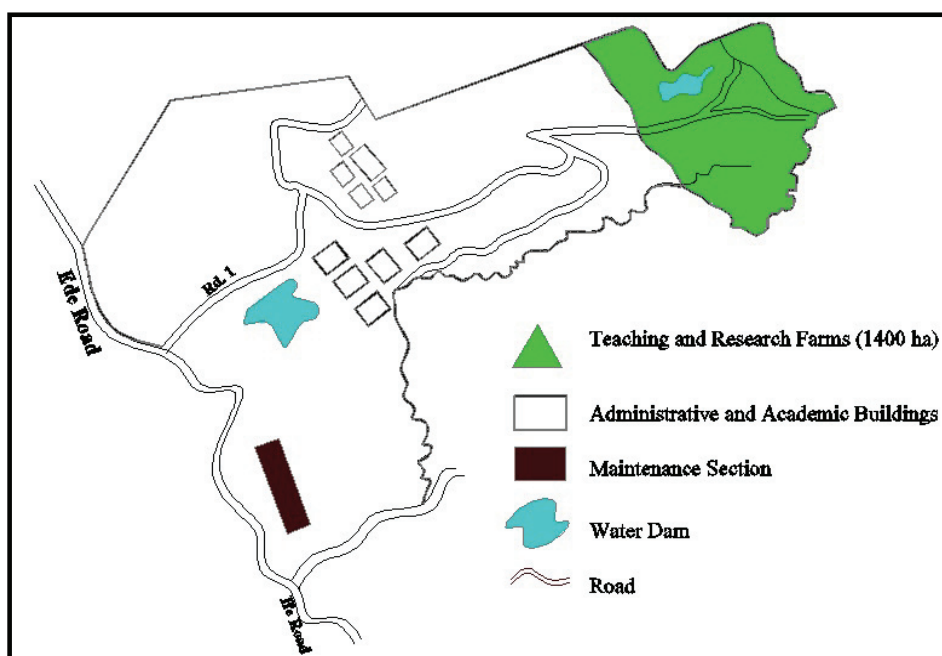 Ede Road
Rd. 1
Ife Road
Teaching and Research Farms (1400 ha)
Administrative and Academic Buildings
Maintenance Section
Water Dam
Road